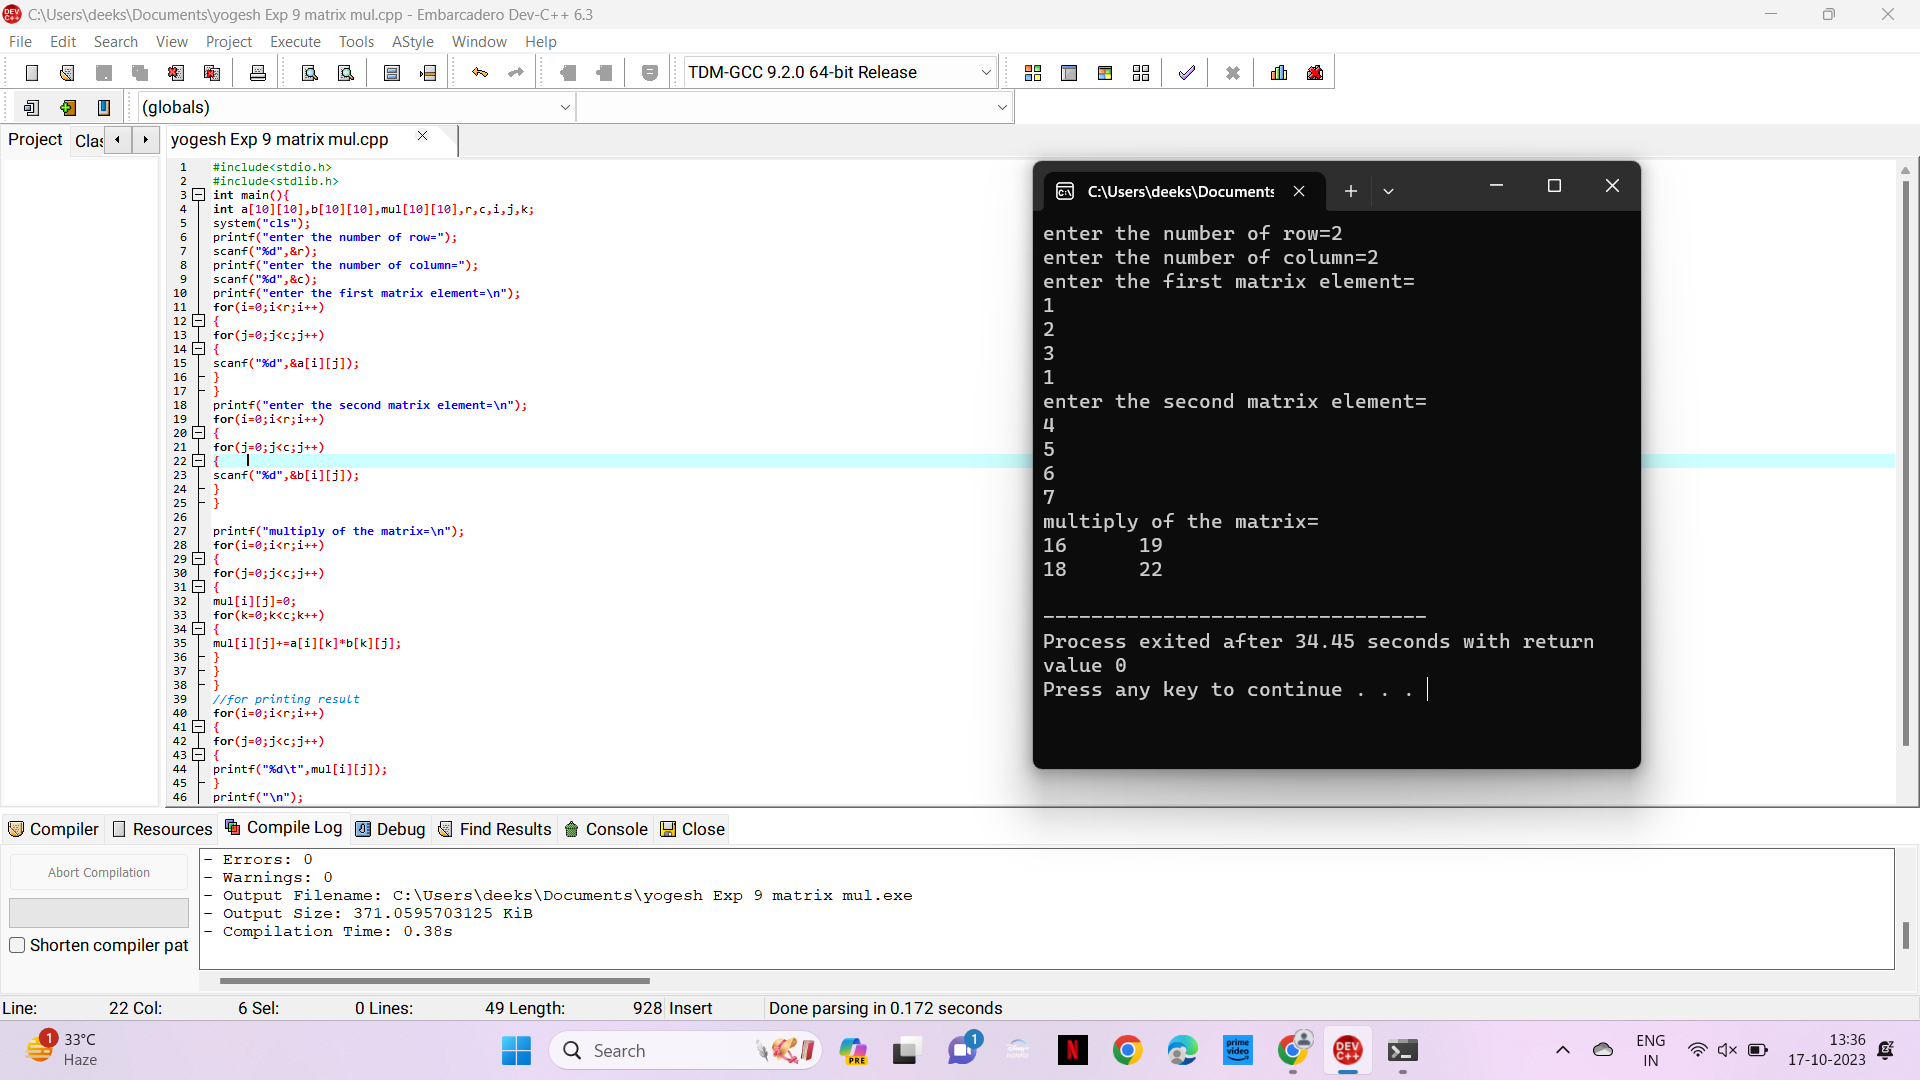 C:\Users\deeks\Documents\yogesh Exp 9 matrix mul.cpp - Embarcadero Dev-C++ 6.3
File Edit Search View Project Execute Tools AStyle Window Help
TDM-GCC 9.2.0 64-bit Release
(globals)
Project Clas
yogesh Exp 9 matrix mul.cpp
1 #include<stdio.h>
2 #include<stdlib.h>
3 int main(){
4 int a[10][10],b[10][10],mul[10][10],r,c,i,j,k;
5 system("cls");
6 printf("enter the number of row=");
7 scanf("%d",&r);
8 printf("enter the number of column=");
9 scanf("%d",&c);
10 printf("enter the first matrix element=\n");
11 for(i=0;i<r;i++)
12 {
13 for(j=0;j<c;j++)
14 {
15 scanf("%d",&a[i][j]);
16 }
17 }
18 printf("enter the second matrix element=\n");
19 for(i=0;i<r;i++)
20 {
21 for(j=0;j<c;j++)
22 {
23 scanf("%d",&b[i][j]);
24 }
25 }
26
27 printf("multiply of the matrix=\n");
28 for(i=0;i<r;i++)
29 {
30 for(j=0;j<c;j++)
31 {
32 mul[i][j]=0;
33 for(k=0;k<c;k++)
34 {
35 mul[i][j]+=a[i][k]*b[k][j];
36 }
37 }
38 }
39 //for printing result
40 for(i=0;i<r;i++)
41 {
42 for(j=0;j<c;j++)
43 {
44 printf("%d\t",mul[i][j]);
45 }
46 printf("\n");
C:\Users\deeks\Documents
enter the number of row=2
enter the number of column=2
enter the first matrix element=
1
2
3
1
enter the second matrix element=
4
5
6
7
multiply of the matrix=
16 19
18 22
--------------------------------
Process exited after 34.45 seconds with return
value 0
Press any key to continue . . .
Compiler Resources Compile Log Debug Find Results Console Close
Abort Compilation
Shorten compiler pat
- Errors: 0
- Warnings: 0
- Output Filename: C:\Users\deeks\Documents\yogesh Exp 9 matrix mul.exe
- Output Size: 371.0595703125 KiB
- Compilation Time: 0.38s
Line: 22 Col: 6 Sel: 0 Lines: 49 Length: 928 Insert Done parsing in 0.172 seconds
1
33°C
Haze
Search
PRE
1
N
prime video
DEV C++
ENG
IN
13:36
17-10-2023